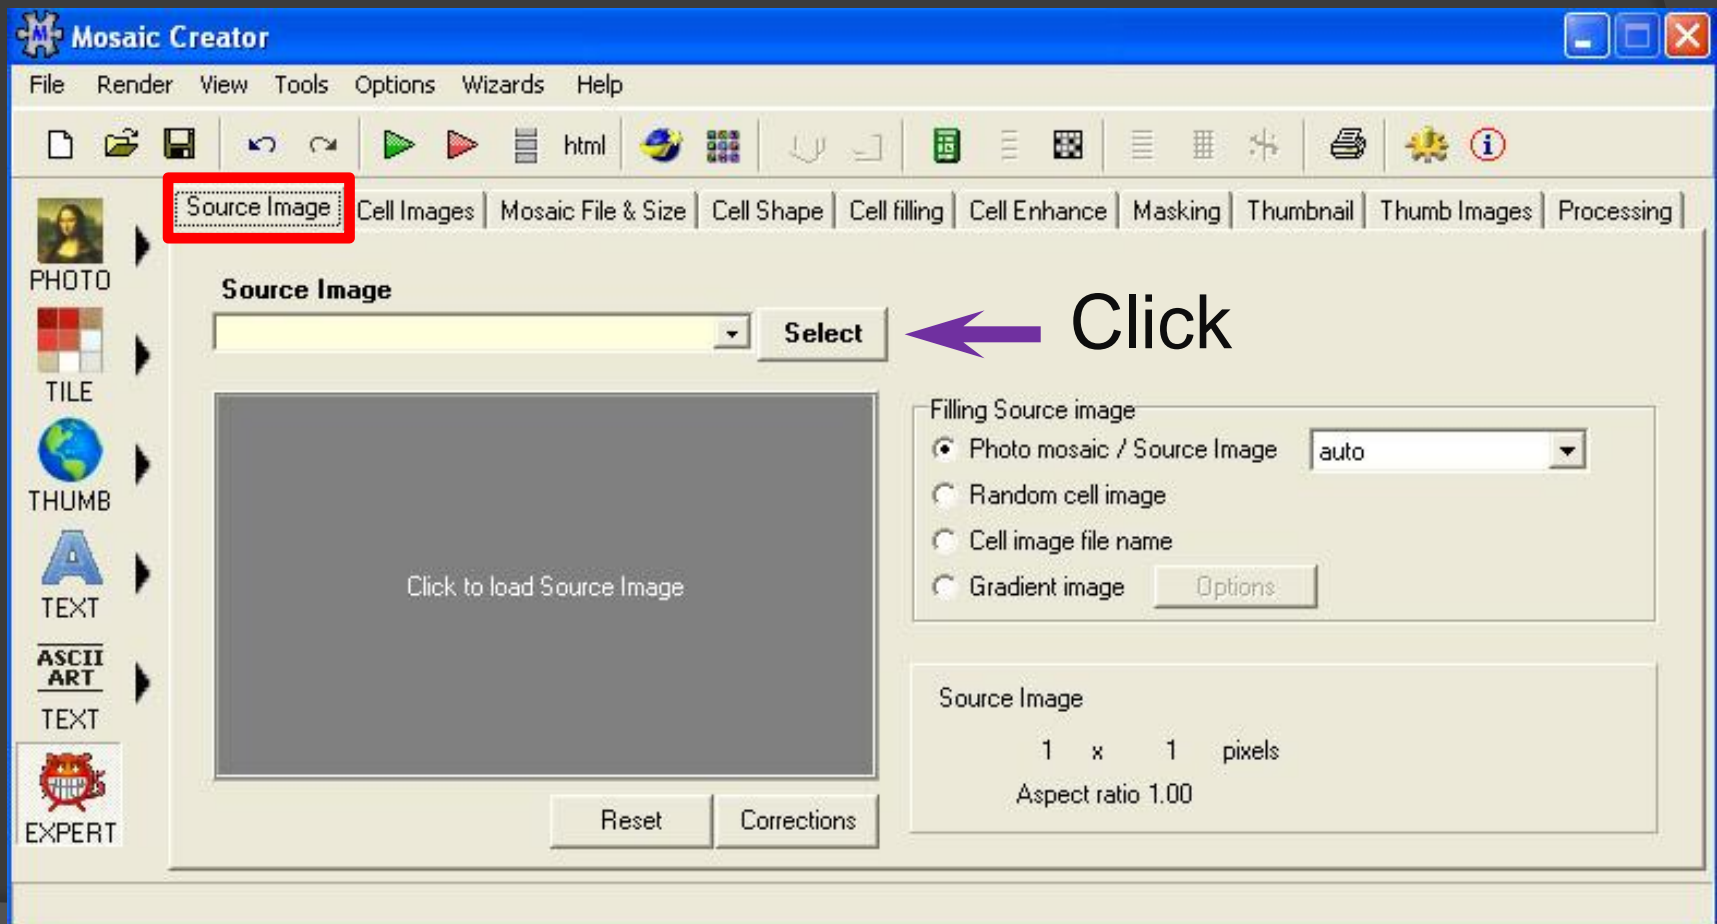 Mosaic Creator
File Render View Tools Options Wizards Help
html
Source Image Cell Images Mosaic File & Size Cell Shape Cell filling Cell Enhance Masking Thumbnail Thumb Images Processing
PHOTO
TILE
THUMB
TEXT
ASCII
ART
TEXT
EXPERT
Source Image
Select
Click
Click to load Source Image
Reset Corrections
Filling Source image
Photo mosaic / Source Image auto
Random cell image
Cell image file name
Gradient image Options
Source Image
1 x 1 pixels
Aspect ratio 1.00